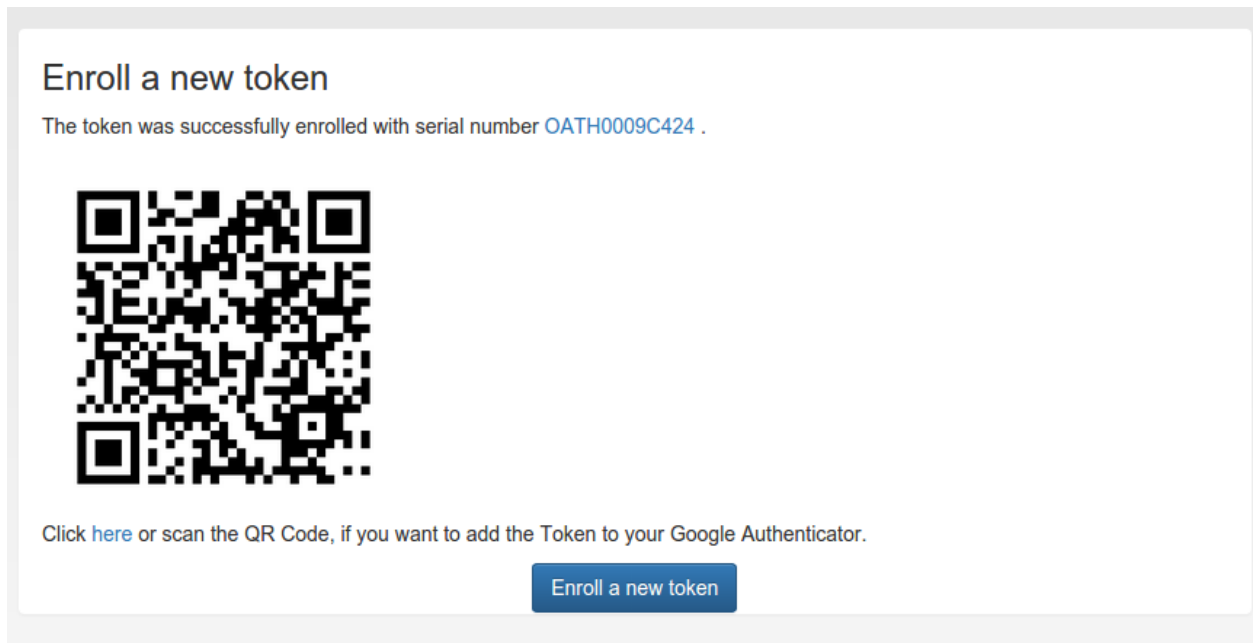 Enroll a new token
The token was successfully enrolled with serial number OATH0009C424 .
Click here or scan the QR Code, if you want to add the Token to your Google Authenticator.
Enroll a new token